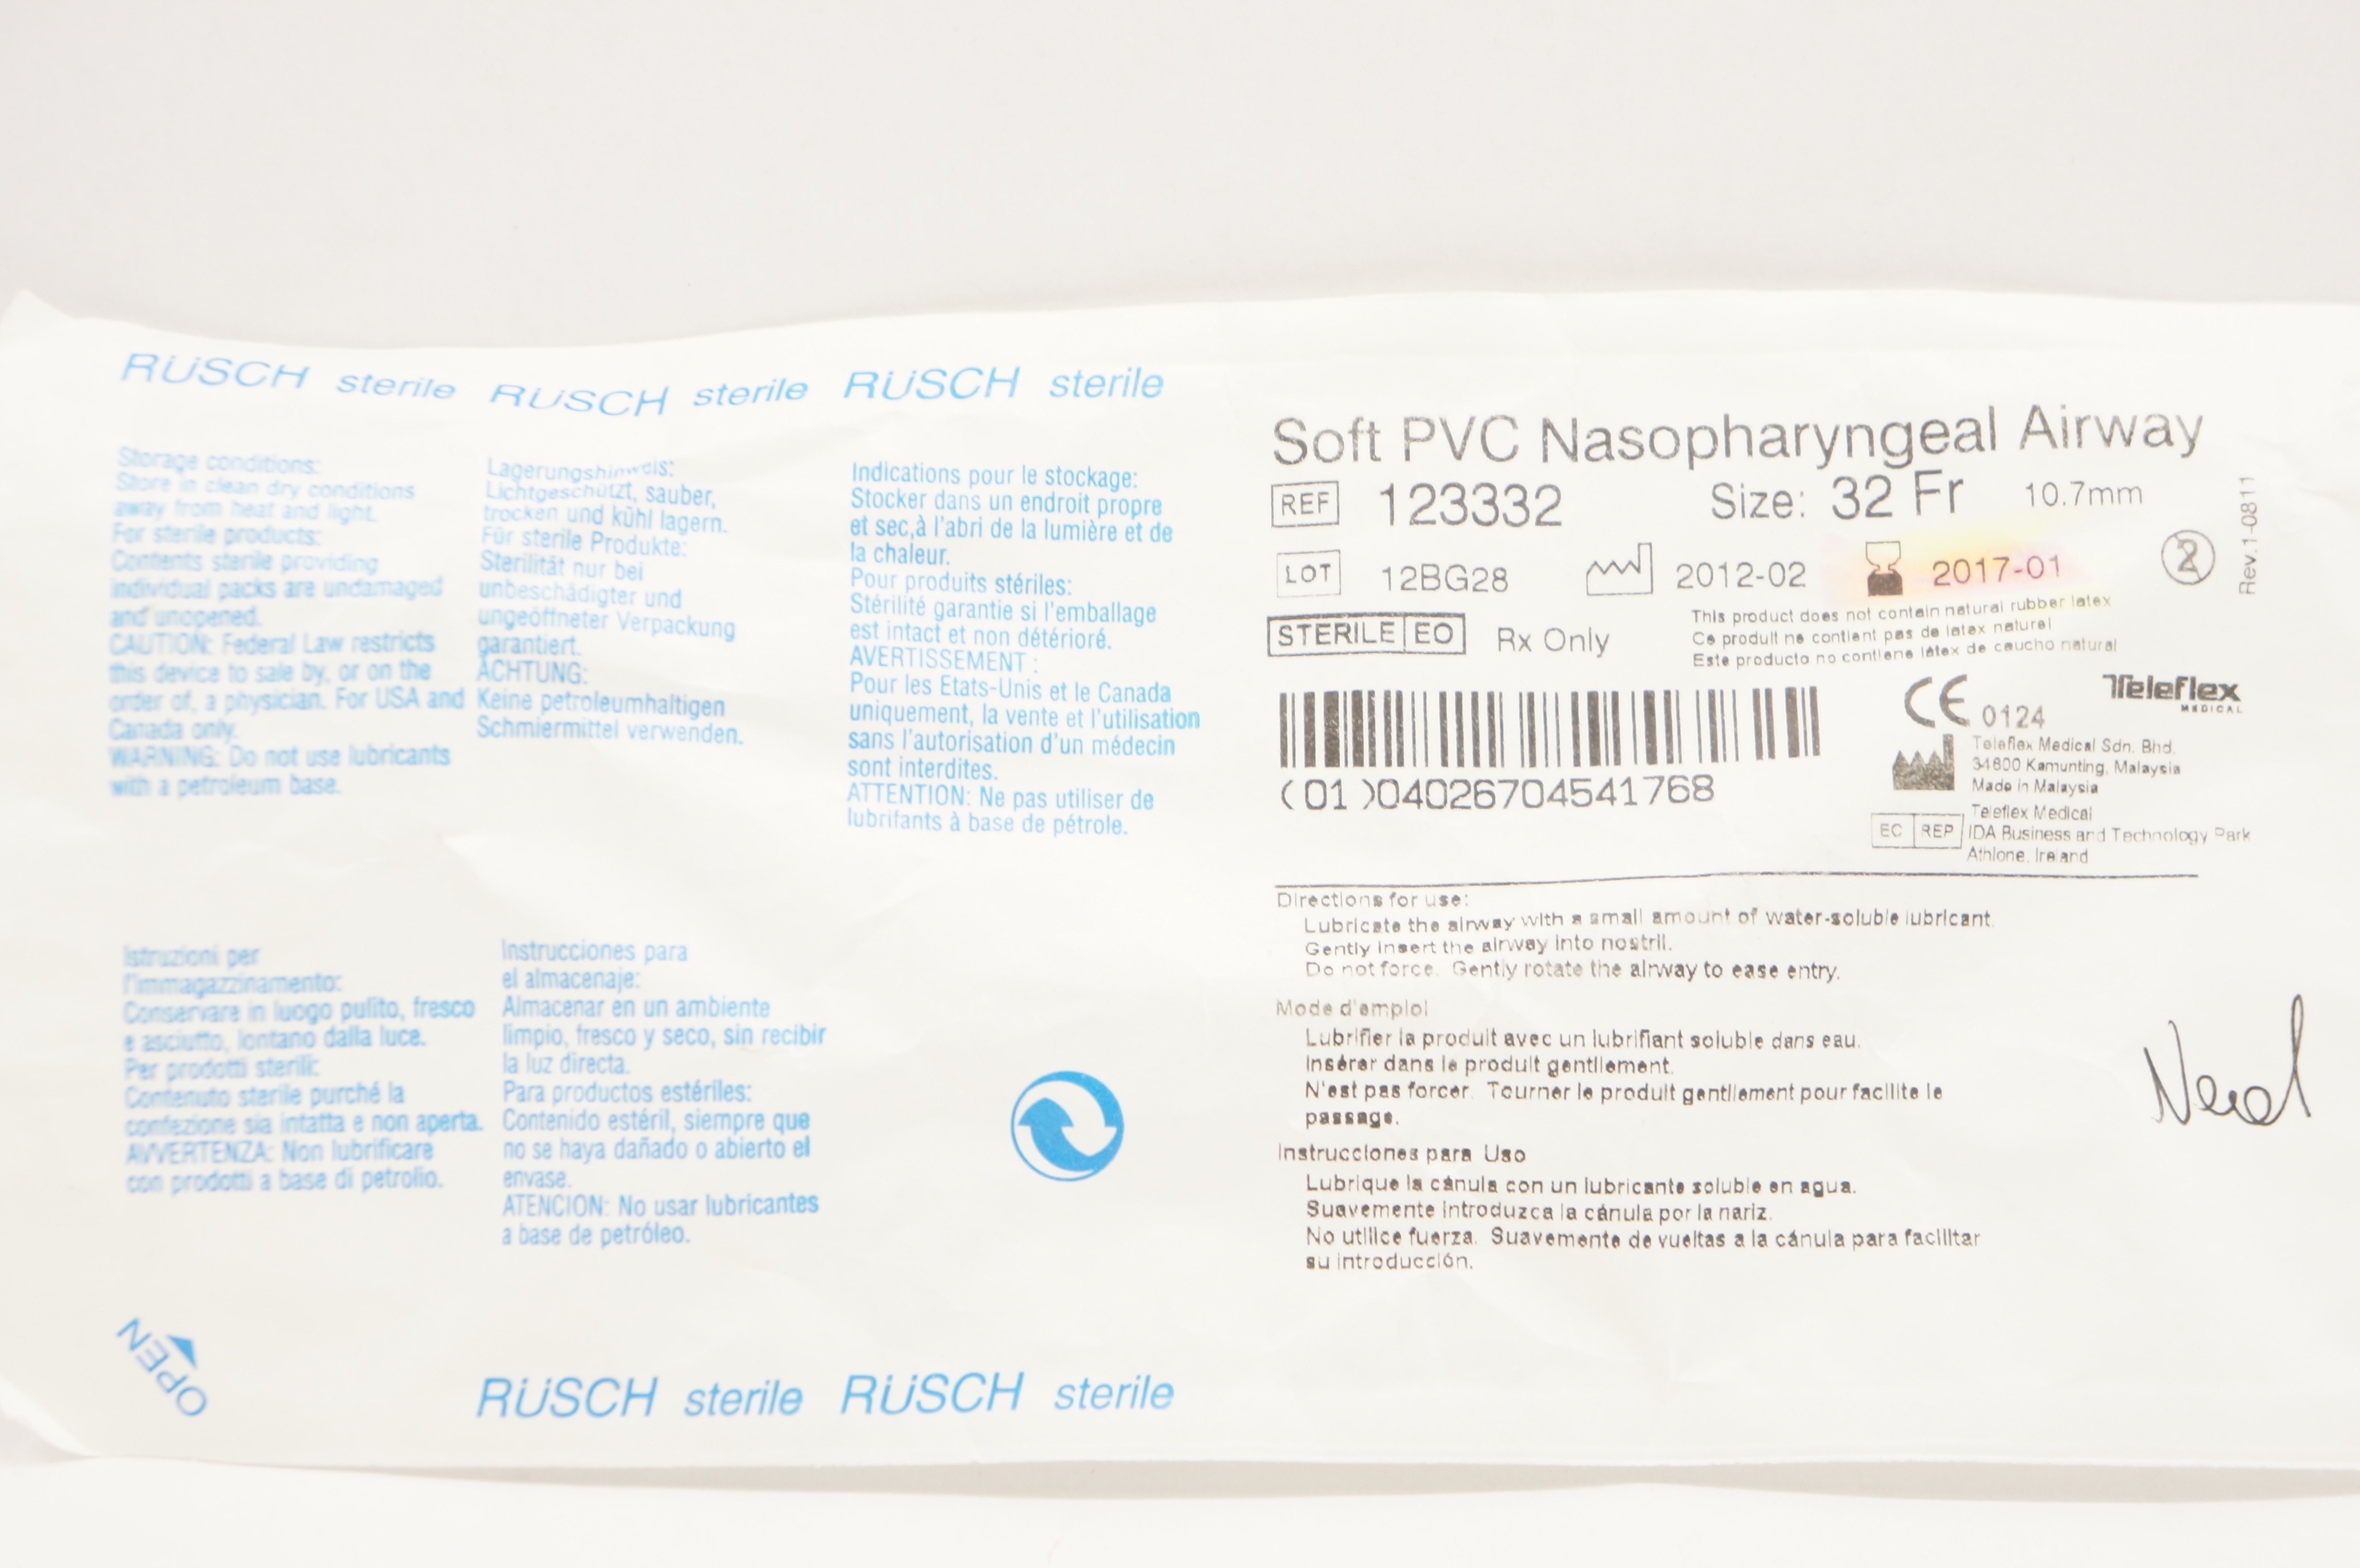 RÜSCH sterile RÜSCH sterile RÜSCH sterile
Storage conditions:
Store in clean dry conditions
away from heat and light.
For sterile products:
Contents sterile providing
individual packs are undamaged
and unopened.
CAUTION: Federal Law restricts
this device to sale by, or on the
order of, a physician. For USA and
Canada only.
WARNING: Do not use lubricants
with a petroleum base.
Lagerungshinweis:
Lichtgeschützt, sauber,
trocken und kühl lagern.
Für sterile Produkte:
Sterilität nur bei
unbeschädigter und
ungeöffneter Verpackung
garantiert.
ACHTUNG:
Keine petroleumhaltigen
Schmiermittel verwenden.
Indications pour le stockage:
Stocker dans un endroit propre
et sec,à l'abri de la lumière et de
la chaleur.
Pour produits stériles:
Stérilité garantie si l'emballage
est intact et non détérioré.
AVERTISSEMENT :
Pour les Etats-Unis et le Canada
uniquement, la vente et l'utilisation
sans l'autorisation d'un médecin
sont interdites.
ATTENTION: Ne pas utiliser de
lubrifants à base de pétrole.
Istruzioni per
l'immagazzinamento:
Conservare in luogo pulito, fresco
e asciutto, lontano dalla luce.
Per prodotti sterili:
Contenuto sterile purché la
confezione sia intatta e non aperta.
AVVERTENZA: Non lubrificare
con prodotti a base di petrolio.
Instrucciones para
el almacenaje:
Almacenar en un ambiente
limpio, fresco y seco, sin recibir
la luz directa.
Para productos estériles:
Contenido estéril, siempre que
no se haya dañado o abierto el
envase.
ATENCION: No usar lubricantes
a base de petróleo.
OPEN
RÜSCH sterile RÜSCH sterile
Soft PVC Nasopharyngeal Airway
REF 123332 Size: 32 Fr 10.7mm
LOT 12BG28 2012-02 2017-01 2
Rev.1-0811
STERILE EO Rx Only
This product does not contain natural rubber latex
Ce produit ne contient pas de latex naturel
Este producto no contiene látex de caucho natural
(01)04026704541768
CE 0124
Teleflex
MEDICAL
Teleflex Medical Sdn. Bhd.
34600 Kamunting, Malaysia
Made in Malaysia
EC REP
Teleflex Medical
IDA Business and Technology Park
Athlone, Ireland
Directions for use:
Lubricate the airway with a small amount of water-soluble lubricant.
Gently insert the airway into nostril.
Do not force. Gently rotate the airway to ease entry.
Mode d'emploi
Lubrifier la produit avec un lubrifiant soluble dans eau.
Insérer dans le produit gentilement.
N'est pas forcer. Tourner le produit gentilement pour facilite le
passage.
Instrucciones para Uso
Lubrique la cánula con un lubricante soluble en agua.
Suavemente introduzca la cánula por la nariz.
No utilice fuerza. Suavemente de vueltas a la cánula para facilitar
su introducción.